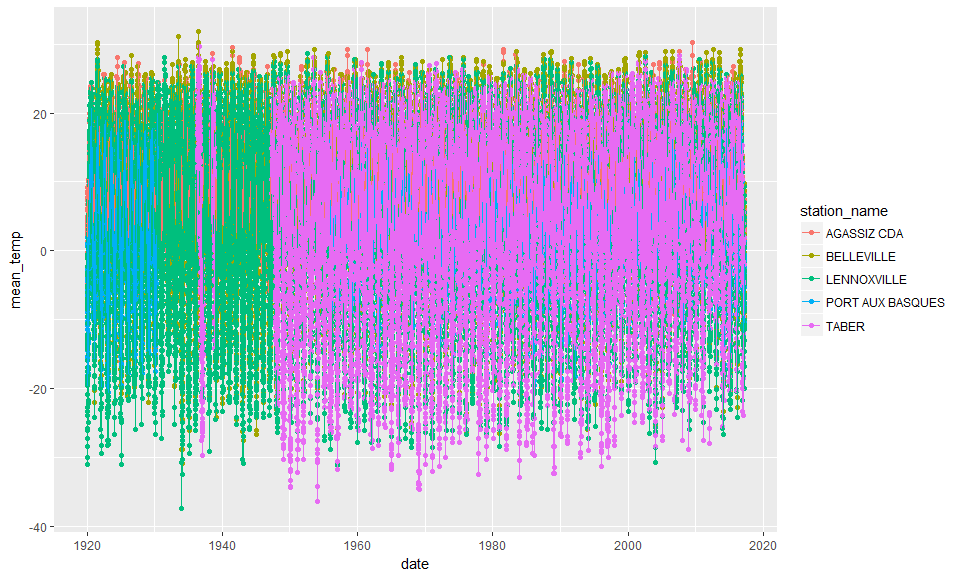 20
0
-20
-40
mean_temp
1920
1940
1960
1980
2000
2020
date
station_name
AGASSIZ CDA
BELLEVILLE
LENNOXVILLE
PORT AUX BASQUES
TABER